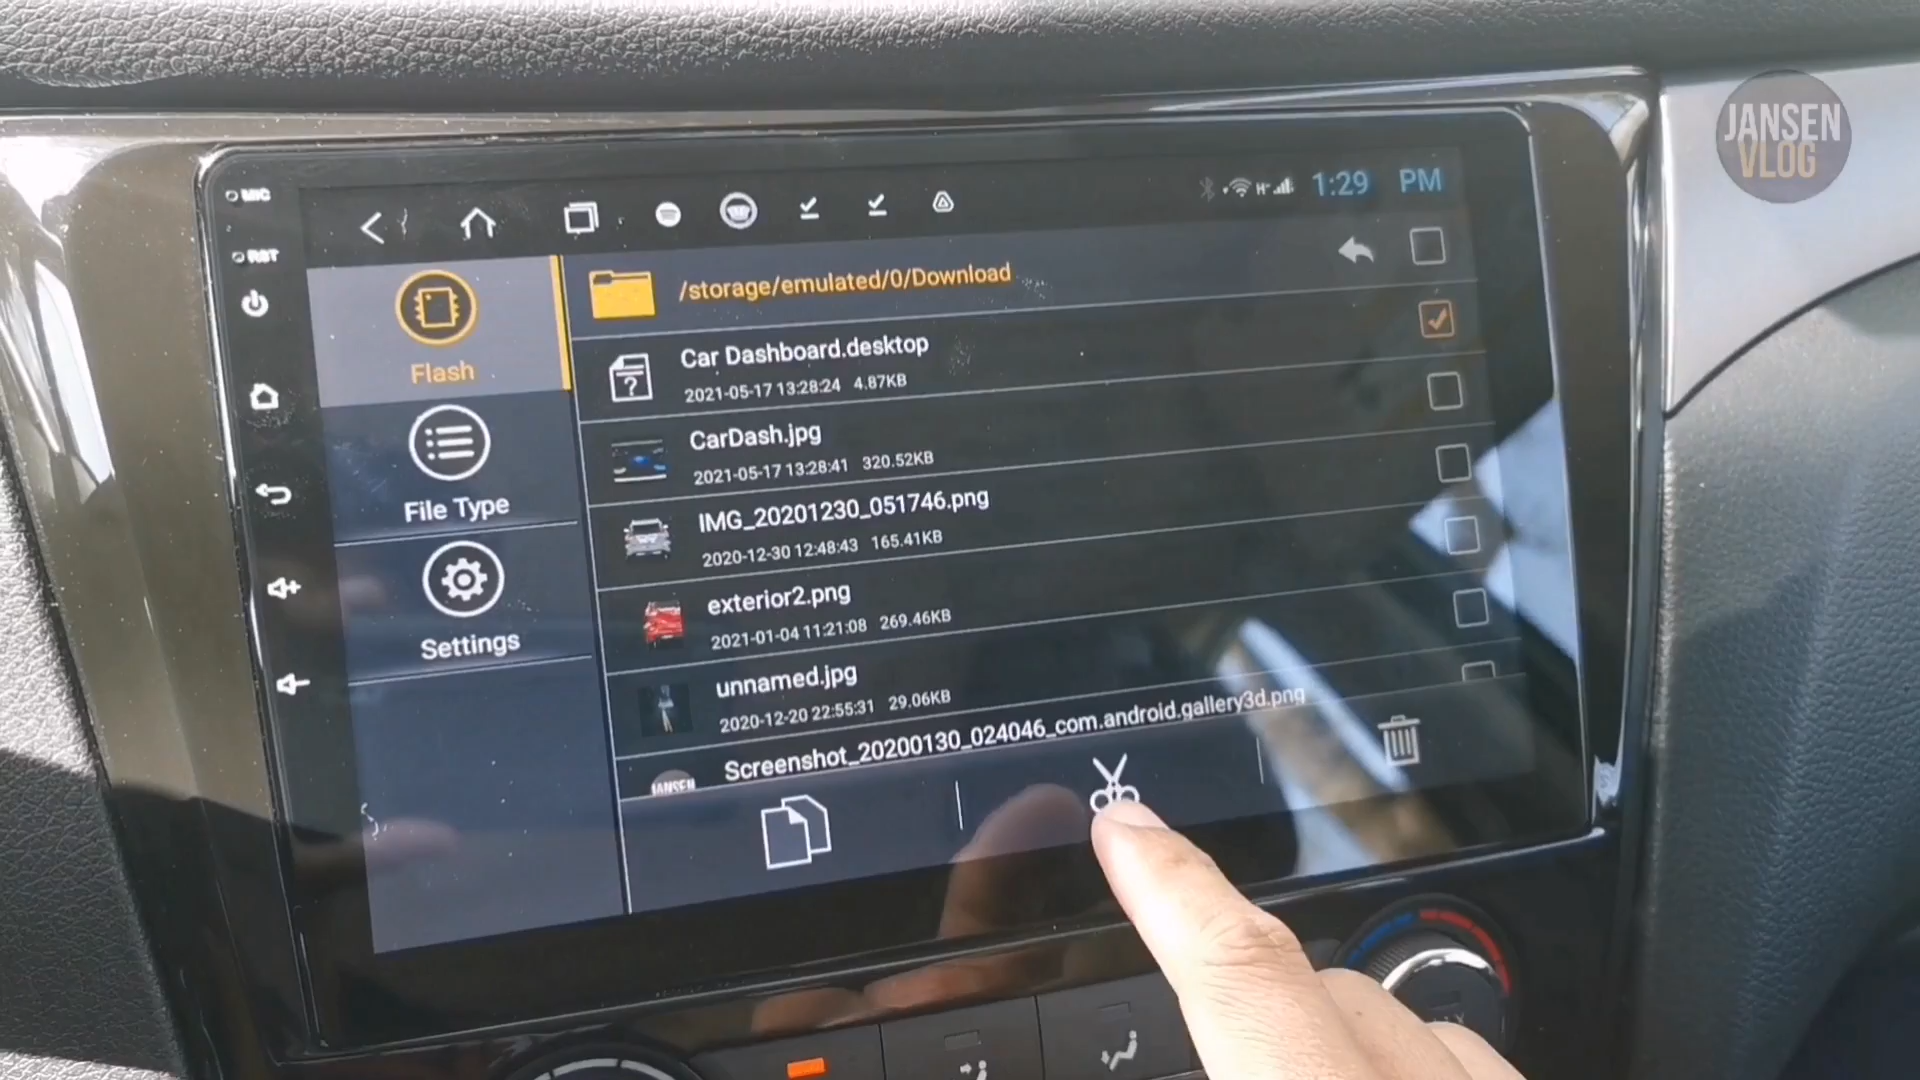 JANSEN
VLOG
MIC
1:29 PM
RST
/storage/emulated/0/Download
Flash
Car Dashboard.desktop
2021-05-17 13:28:24 4.87KB
CarDash.jpg
2021-05-17 13:28:41 320.52KB
File Type
IMG_20201230_051746.png
2020-12-30 12:48:43 165.41KB
exterior2.png
2021-01-04 11:21:08 269.46KB
Settings
unnamed.jpg
2020-12-20 22:55:31 29.06KB
Screenshot_20200130_024046_com.android.gallery3d.png
JANSEN